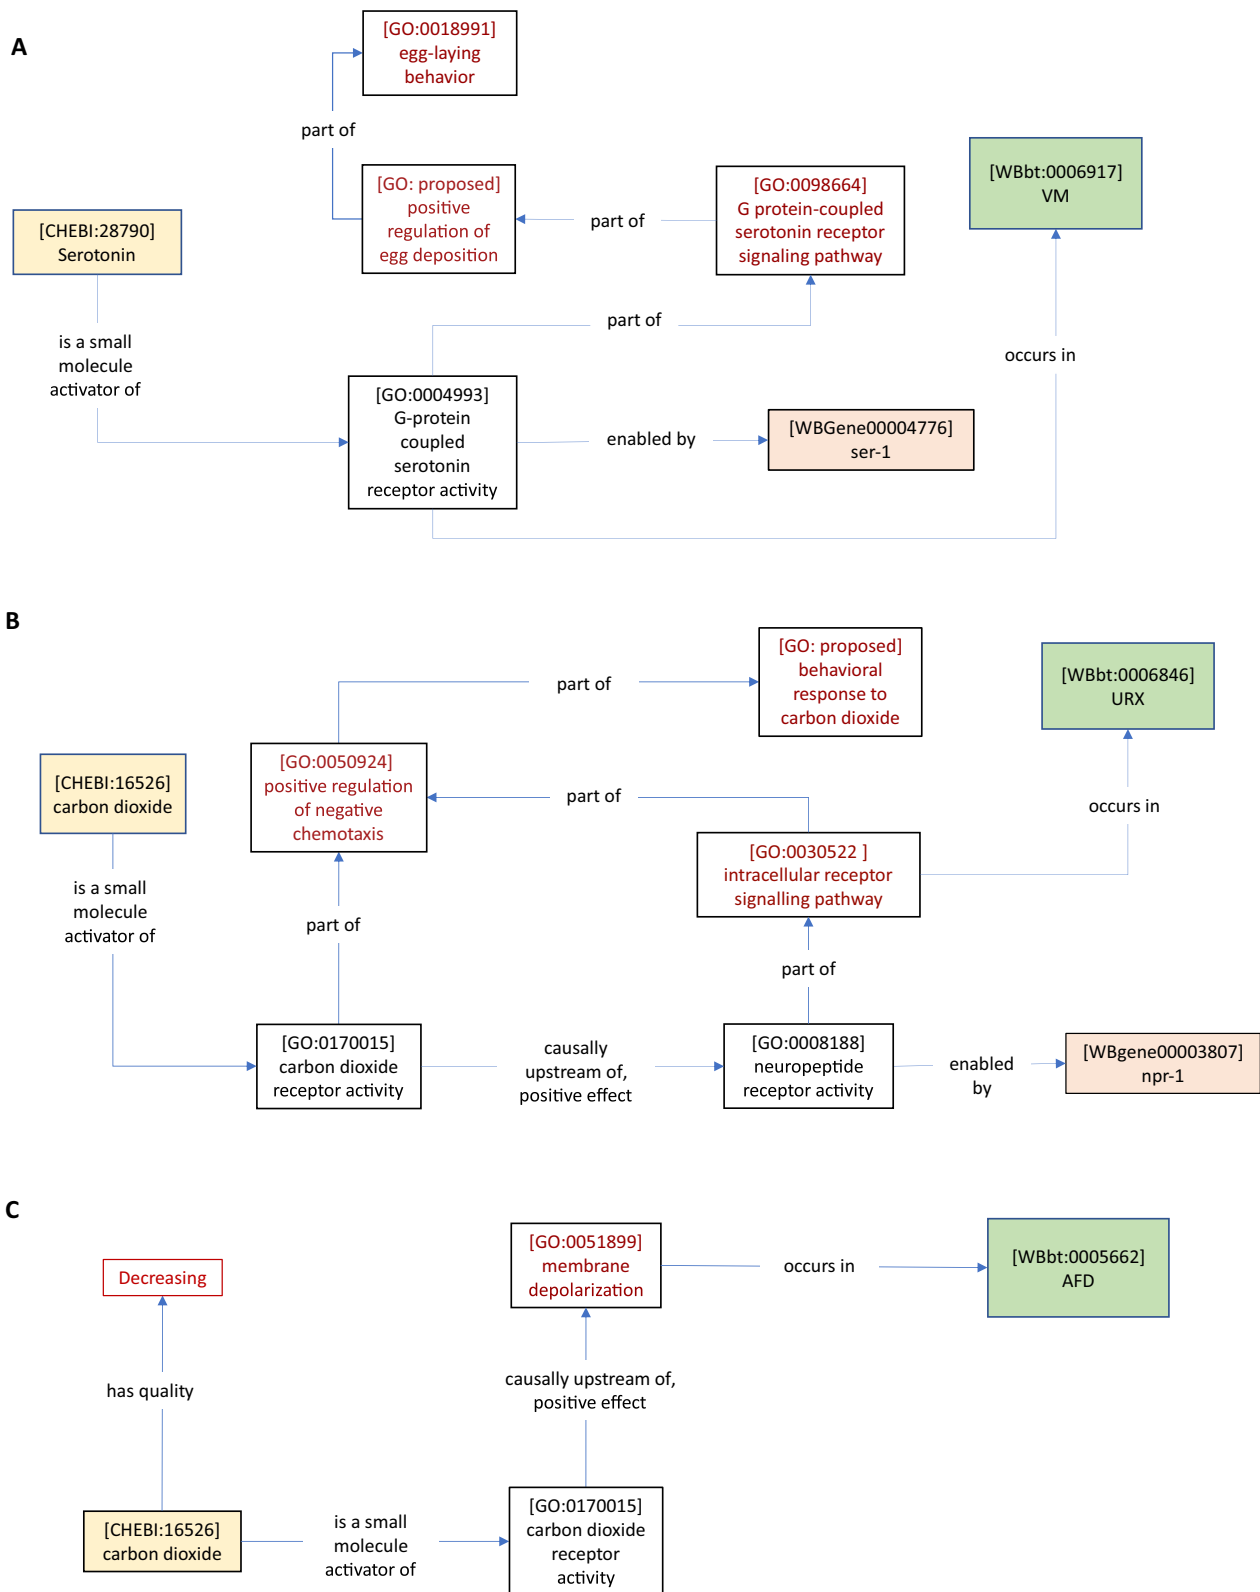 A
[GO:0018991]
egg-laying
behavior
part of
[GO: proposed]
positive
regulation of
egg deposition
part of
[GO:0098664]
G protein-coupled
serotonin receptor
signaling pathway
[WBbt:0006917]
VM
[CHEBI:28790]
Serotonin
is a small
molecule
activator of
part of
occurs in
[GO:0004993]
G-protein
coupled
serotonin
receptor activity
enabled by
[WBGene00004776]
ser-1
B
[GO: proposed]
behavioral
response to
carbon dioxide
part of
[WBbt:0006846]
URX
[CHEBI:16526]
carbon dioxide
[GO:0050924]
positive regulation
of negative
chemotaxis
part of
occurs in
[GO:0030522 ]
intracellular receptor
signalling pathway
is a small
molecule
activator of
part of
part of
[GO:0170015]
carbon dioxide
receptor activity
causally
upstream of,
positive effect
[GO:0008188]
neuropeptide
receptor activity
enabled
by
[WBgene00003807]
npr-1
C
Decreasing
[GO:0051899]
membrane
depolarization
occurs in
[WBbt:0005662]
AFD
has quality
causally upstream of,
positive effect
[CHEBI:16526]
carbon dioxide
is a small
molecule
activator of
[GO:0170015]
carbon dioxide
receptor
activity